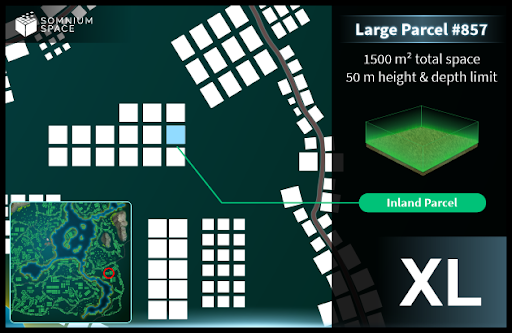 SOMNIUM
SPACE
Large Parcel #857
1500 m² total space
50 m height & depth limit
Inland Parcel
XL